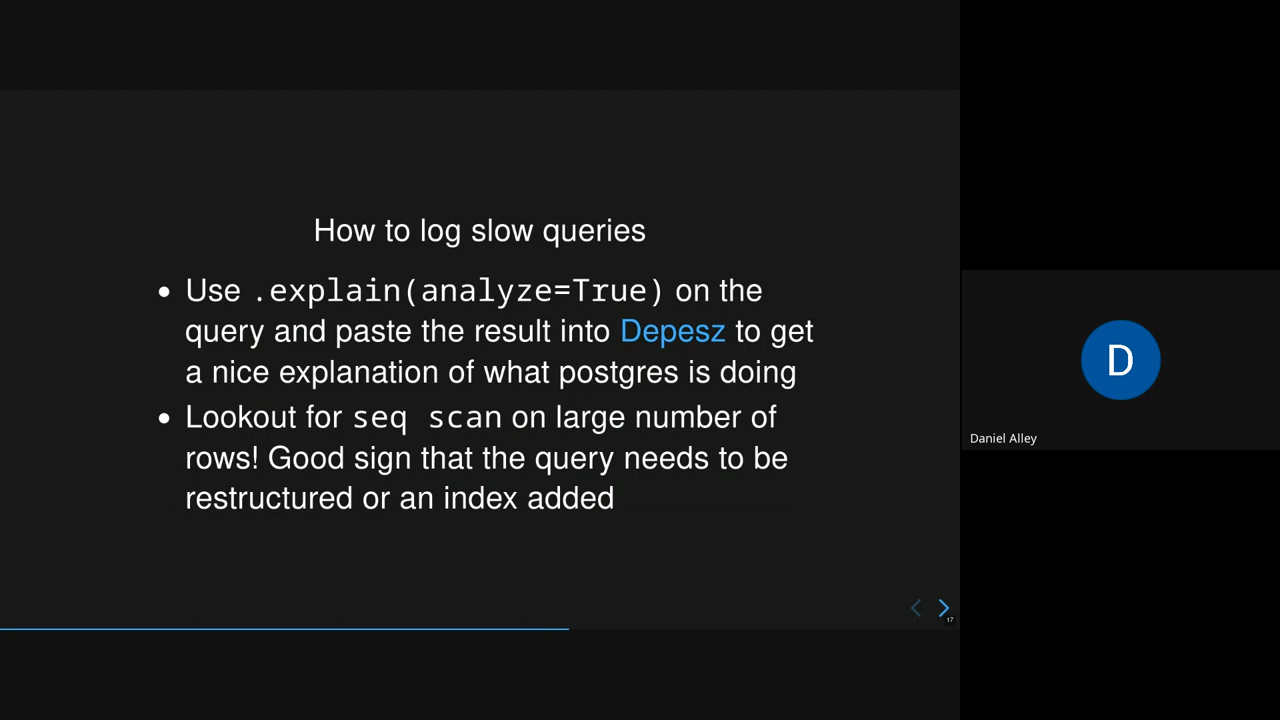 How to log slow queries
• Use .explain(analyze=True) on the
query and paste the result into Depesz to get
a nice explanation of what postgres is doing
• Lookout for seq scan on large number of
rows! Good sign that the query needs to be
restructured or an index added
17
D
Daniel Alley